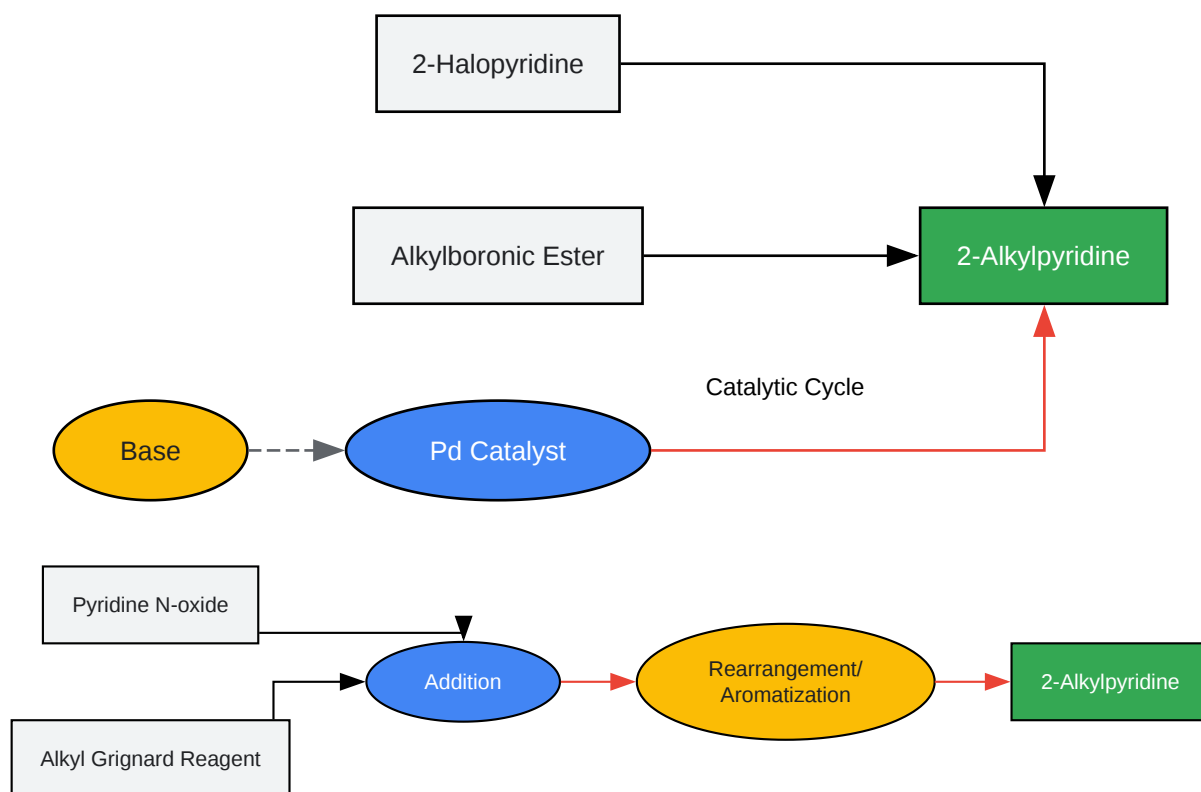 2-Halopyridine
Alkylboronic Ester
2-Alkylpyridine
Catalytic Cycle
Base
Pd Catalyst
Pyridine N-oxide
Addition
Rearrangement/
Aromatization
2-Alkylpyridine
Alkyl Grignard Reagent